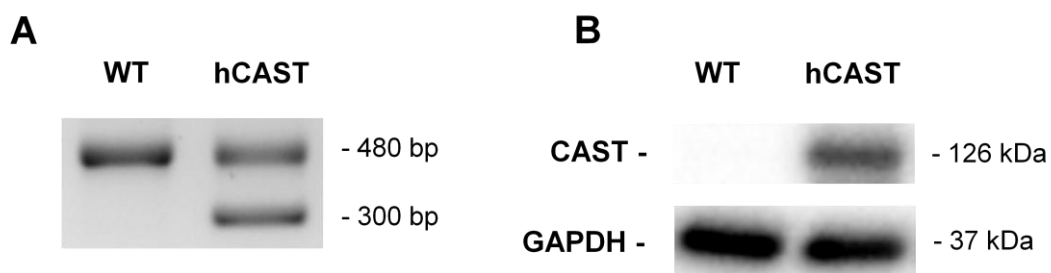 A
WT hCAST
- 480 bp
- 300 bp
B
WT hCAST
CAST - - 126 kDa
GAPDH - - 37 kDa